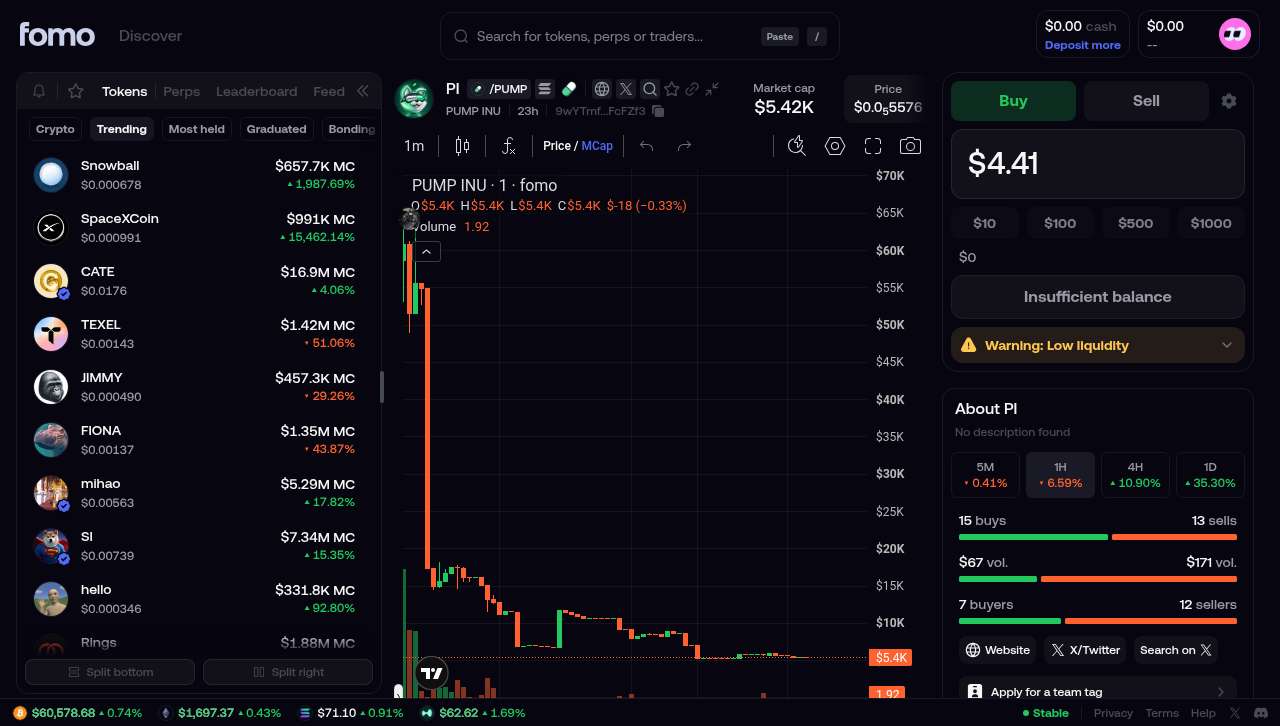 fomo
Discover
Search for tokens, perps or traders...
Paste
/
$0.00 cash
Deposit more
$0.00
--
Tokens
Perps
Leaderboard
Feed
Crypto
Trending
Most held
Graduated
Bonding
Snowball
$0.000678
$657.7K MC
1,987.69%
SpaceXCoin
$0.000991
$991K MC
15,462.14%
CATE
$0.0176
$16.9M MC
4.06%
TEXEL
$0.00143
$1.42M MC
51.06%
JIMMY
$0.000490
$457.3K MC
29.26%
FIONA
$0.00137
$1.35M MC
43.87%
mihao
$0.00563
$5.29M MC
17.82%
SI
$0.00739
$7.34M MC
15.35%
hello
$0.000346
$331.8K MC
92.80%
Rings
$1.88M MC
Split bottom
Split right
PI
/PUMP
PUMP INU
23h
9wYTmf...FcFZf3
Market cap
$5.42K
Price
$0.0₅5576
1m
Price / MCap
PUMP INU · 1 · fomo
O$5.4K H$5.4K L$5.4K C$5.4K $-18 (−0.33%)
Volume 1.92
$70K
$65K
$60K
$55K
$50K
$45K
$40K
$35K
$30K
$25K
$20K
$15K
$10K
$5.4K
1.92
Buy
Sell
$4.41
$10
$100
$500
$1000
$0
Insufficient balance
Warning: Low liquidity
About PI
No description found
5M
0.41%
1H
6.59%
4H
10.90%
1D
35.30%
15 buys
13 sells
$67 vol.
$171 vol.
7 buyers
12 sellers
Website
X/Twitter
Search on X
Apply for a team tag
$60,578.68 0.74%
$1,697.37 0.43%
$71.10 0.91%
$62.62 1.69%
Stable
Privacy
Terms
Help